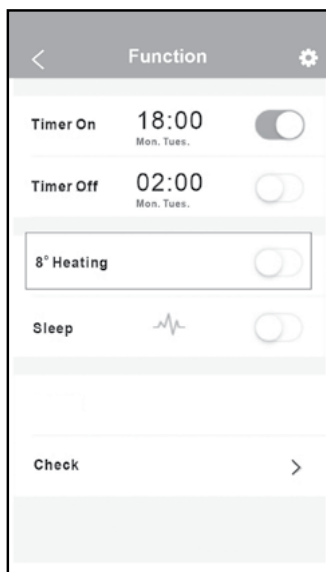 Function
Timer On 18:00
Mon. Tues.
Timer Off 02:00
Mon. Tues.
8° Heating
Sleep
Check